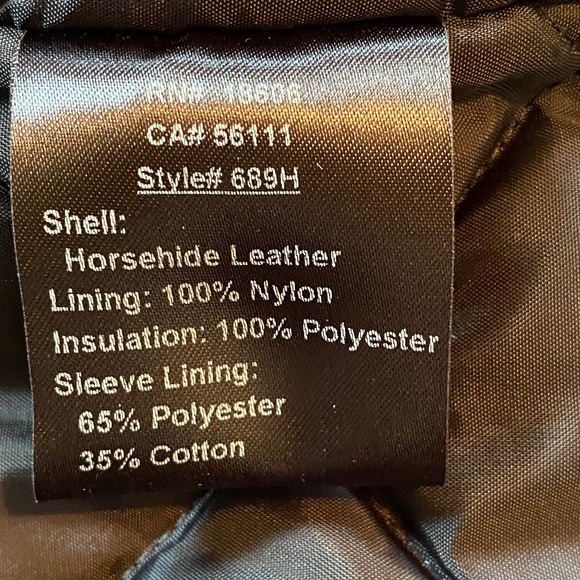 RN# 18606
CA# 56111
Style# 689H
Shell:
Horsehide Leather
Lining: 100% Nylon
Insulation: 100% Polyester
Sleeve Lining:
65% Polyester
35% Cotton